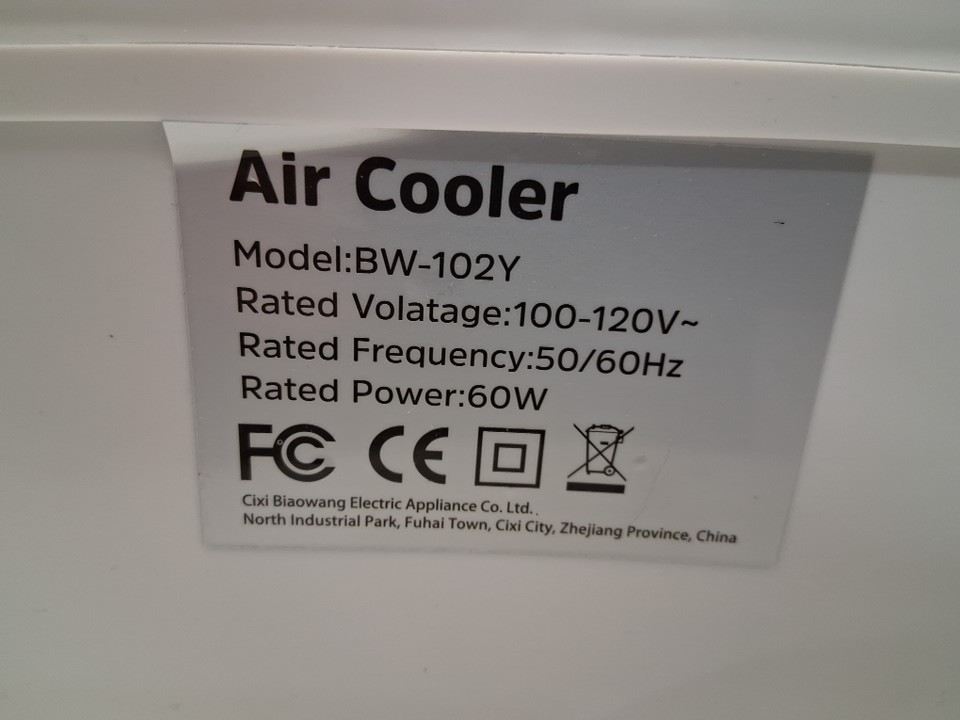 Air Cooler
Model:BW-102Y
Rated Volatage:100-120V~
Rated Frequency:50/60Hz
Rated Power:60W
FC CE
Cixi Biaowang Electric Appliance Co. Ltd.
North Industrial Park, Fuhai Town, Cixi City, Zhejiang Province, China